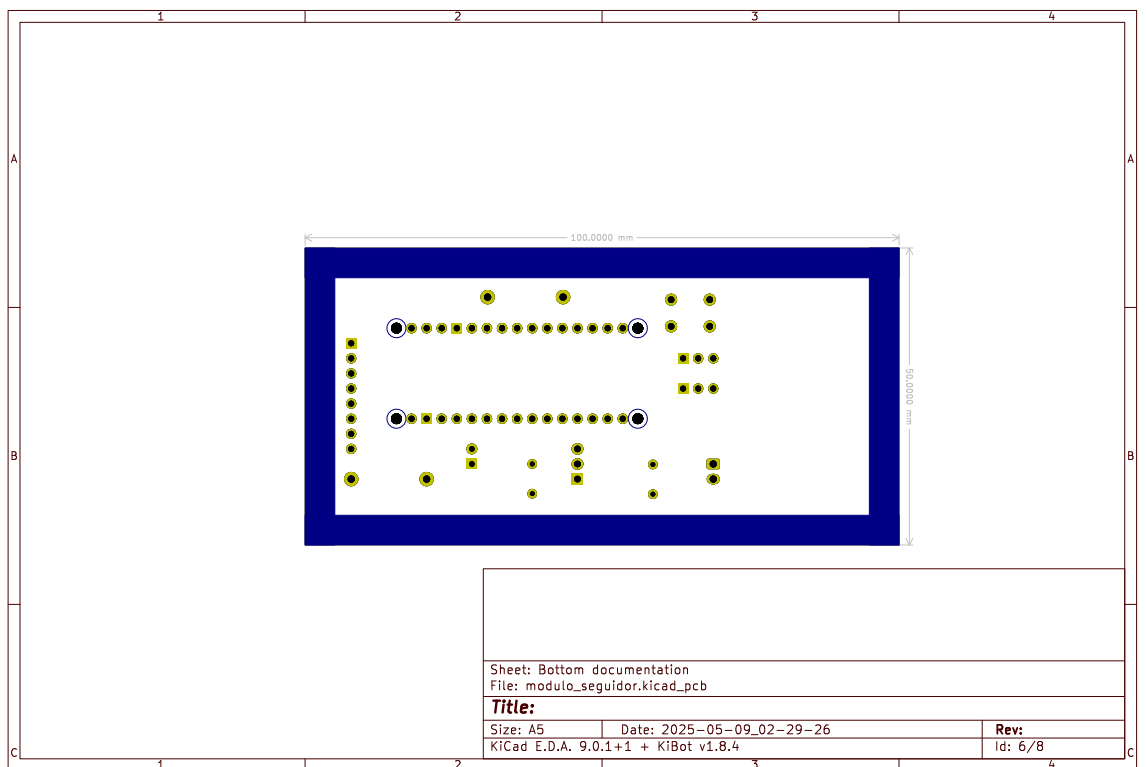 1 2 3 4
A A
100.0000 mm
50.0000 mm
B B
Sheet: Bottom documentation
File: modulo_seguidor.kicad_pcb
Title:
Size: A5 Date: 2025-05-09_02-29-26 Rev:
KiCad E.D.A. 9.0.1+1 + KiBot v1.8.4 Id: 6/8
C C
1 2 3 4